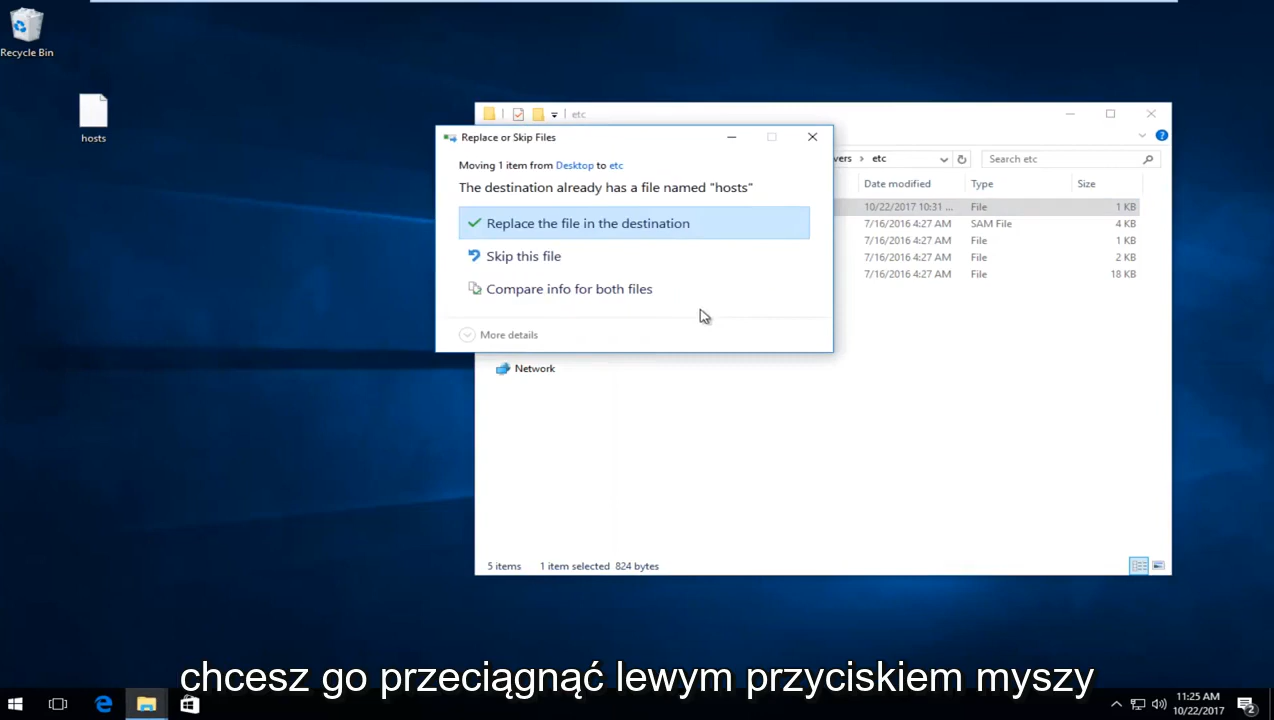 Recycle Bin
hosts
etc
Replace or Skip Files
Moving 1 item from Desktop to etc
The destination already has a file named "hosts"
Replace the file in the destination
Skip this file
Compare info for both files
More details
vers > etc
Search etc
Date modified Type Size
10/22/2017 10:31 ... File 1 KB
7/16/2016 4:27 AM SAM File 4 KB
7/16/2016 4:27 AM File 1 KB
7/16/2016 4:27 AM File 2 KB
7/16/2016 4:27 AM File 18 KB
Network
5 items 1 item selected 824 bytes
chcesz go przeciągnąć lewym przyciskiem myszy
11:25 AM
10/22/2017
2